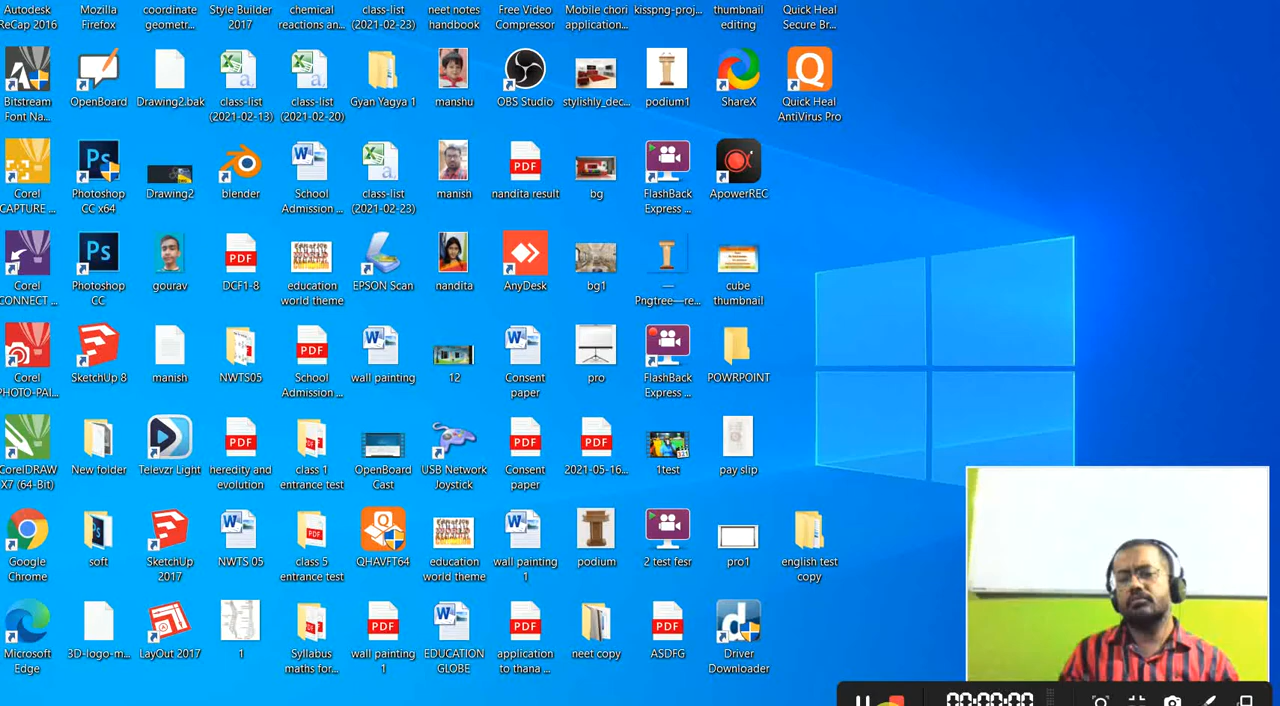 Autodesk
ReCap 2016
Mozilla
Firefox
coordinate
geometr...
Style Builder
2017
chemical
reactions an...
class-list
(2021-02-23)
neet notes
handbook
Free Video
Compressor
Mobile chori
application...
kisspng-proj...
thumbnail
editing
Quick Heal
Secure Br...
Bitstream
Font Na...
OpenBoard
Drawing2.bak
class-list
(2021-02-13)
class-list
(2021-02-20)
Gyan Yagya 1
manshu
OBS Studio
stylishly_dec...
podium1
ShareX
Quick Heal
AntiVirus Pro
Corel
CAPTURE ...
Photoshop
CC x64
Drawing2
blender
School
Admission ...
class-list
(2021-02-23)
manish
PDF
nandita result
bg
FlashBack
Express ...
ApowerREC
Corel
CONNECT ...
Photoshop
CC
gourav
PDF
DCF1-8
education
world theme
EPSON Scan
nandita
AnyDesk
bg1
—
Pngtree—re...
cube
thumbnail
Corel
PHOTO-PAI...
SketchUp 8
manish
NWTS05
PDF
School
Admission ...
wall painting
12
Consent
paper
pro
FlashBack
Express ...
POWRPOINT
CorelDRAW
X7 (64-Bit)
New folder
Televzr Light
PDF
heredity and
evolution
class 1
entrance test
OpenBoard
Cast
USB Network
Joystick
PDF
Consent
paper
PDF
2021-05-16...
1test
pay slip
Google
Chrome
soft
SketchUp
2017
NWTS 05
class 5
entrance test
QHAVFT64
education
world theme
wall painting
1
podium
2 test fesr
pro1
english test
copy
Microsoft
Edge
3D-logo-m...
LayOut 2017
1
Syllabus
maths for...
PDF
wall painting
1
EDUCATION
GLOBE
PDF
application
to thana ...
neet copy
PDF
ASDFG
Driver
Downloader
00:00:00